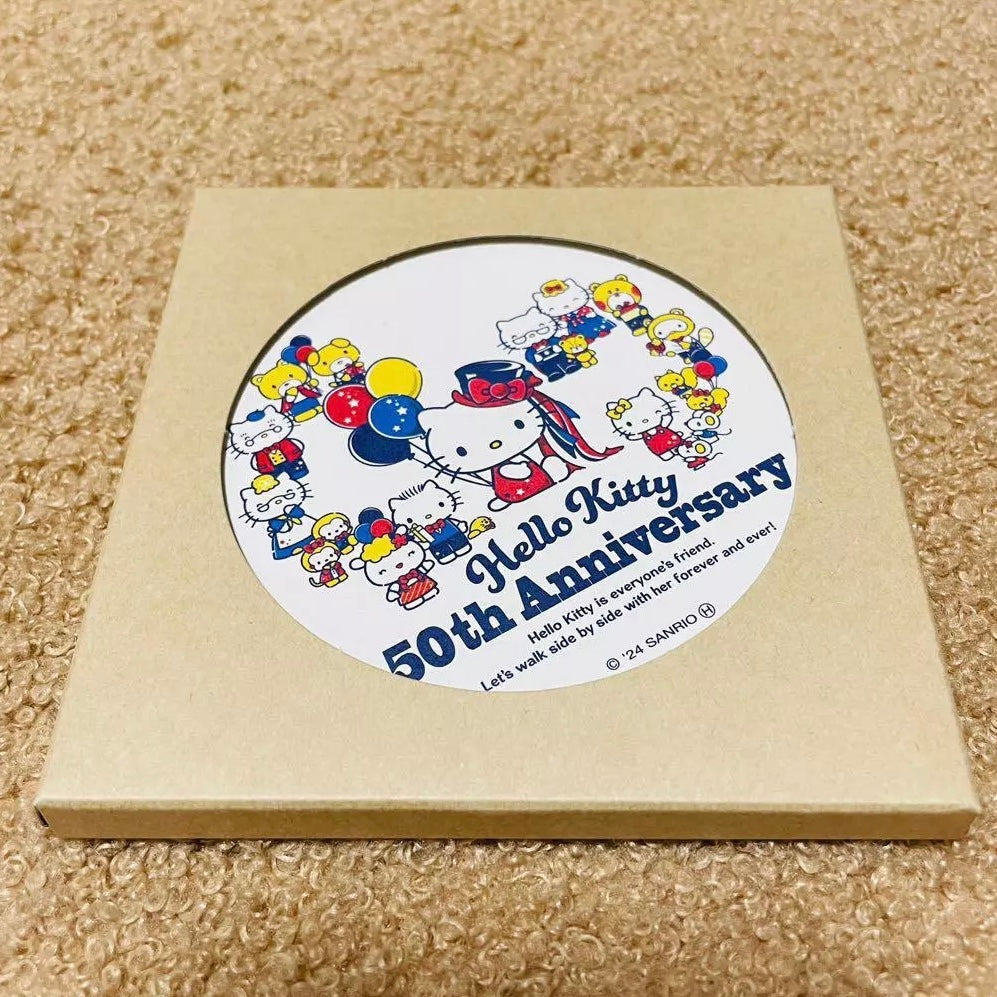 Hello Kitty
50th Anniversary
Hello Kitty is everyone's friend.
Let's walk side by side with her forever and ever!
© '24 SANRIO Ⓗ